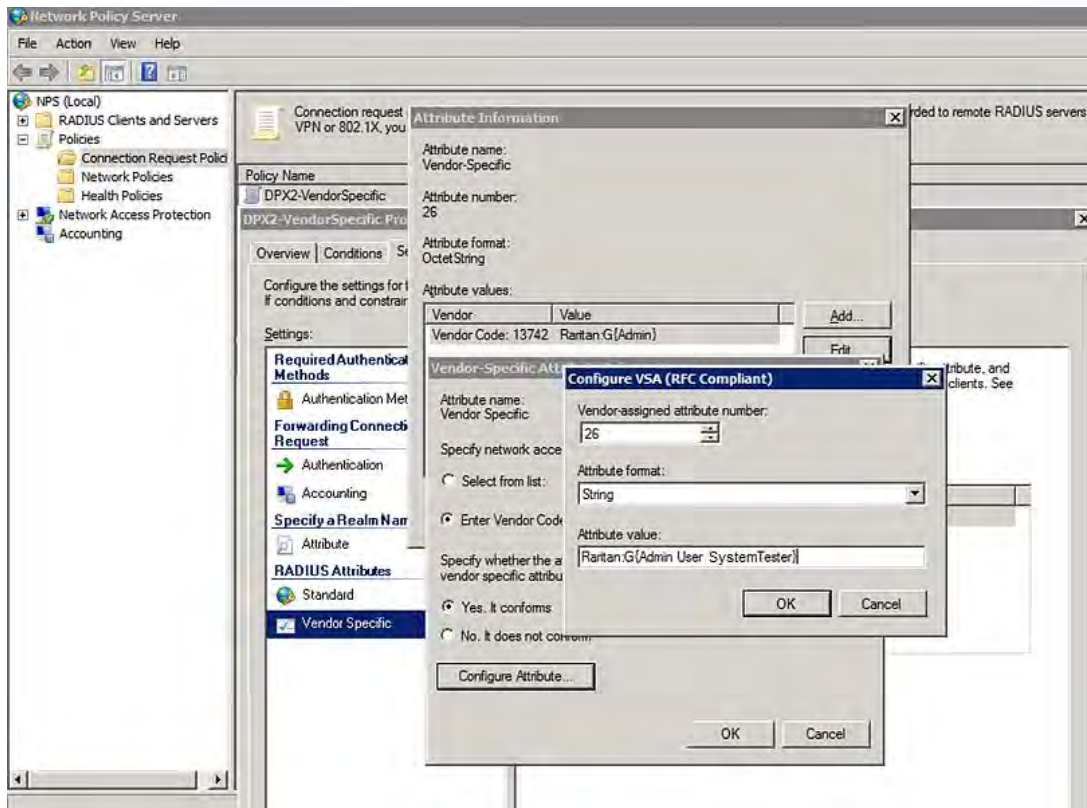 Network Policy Server
File Action View Help
NPS (Local)
RADIUS Clients and Servers
Policies
Connection Request Polici
Network Policies
Health Policies
Network Access Protection
Accounting
Connection request
VPN or 802.1X, you
rded to remote RADIUS servers
Policy Name
DPX2-VendorSpecific
DPX2-VendorSpecific Pro
Overview Conditions Se
Configure the settings for
If conditions and constrain
Settings:
Required Authenticat
Methods
Authentication Met
Forwarding Connecti
Request
Authentication
Accounting
Specify a Realm Nam
Attribute
RADIUS Attributes
Standard
Vendor Specific
Attribute Information
Attribute name:
Vendor-Specific
Attribute number:
26
Attribute format:
OctetString
Attribute values:
Vendor Value
Vendor Code: 13742 Raritan:G{Admin}
Add...
Edit
tribute, and
clients. See
Vendor-Specific Att
Attribute name:
Vendor Specific
Specify network acce
Select from list:
Enter Vendor Code
Specify whether the a
vendor specific attribu
Yes. It conforms
No. It does not conform
Configure Attribute...
OK Cancel
Configure VSA (RFC Compliant)
Vendor-assigned attribute number:
26
Attribute format:
String
Attribute value:
Raritan:G{Admin User SystemTester}
OK Cancel